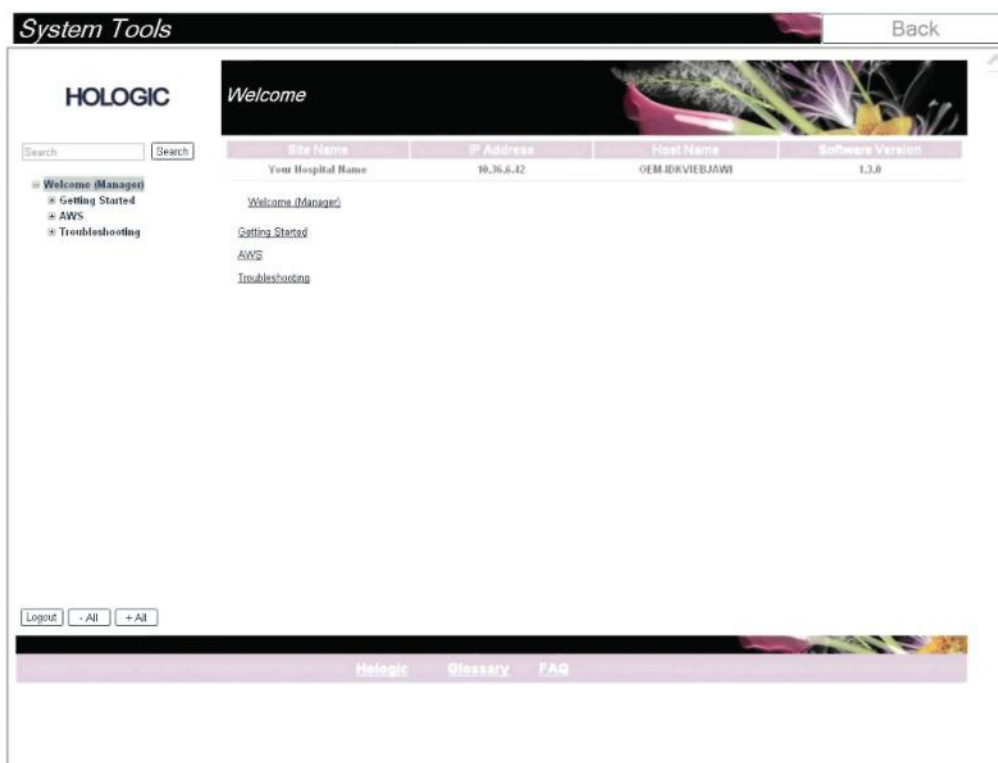 System Tools
Back
HOLOGIC
Welcome
Search Search
Site Name IP Address Host Name Software Version
Your Hospital Name 10.36.6.42 OEM-IDKVIEBJAWI 1.3.0
Welcome (Manager)
Getting Started
AWS
Troubleshooting
Welcome (Manager)
Getting Started
AWS
Troubleshooting
Logout - All + All
Hologic Glossary FAQ